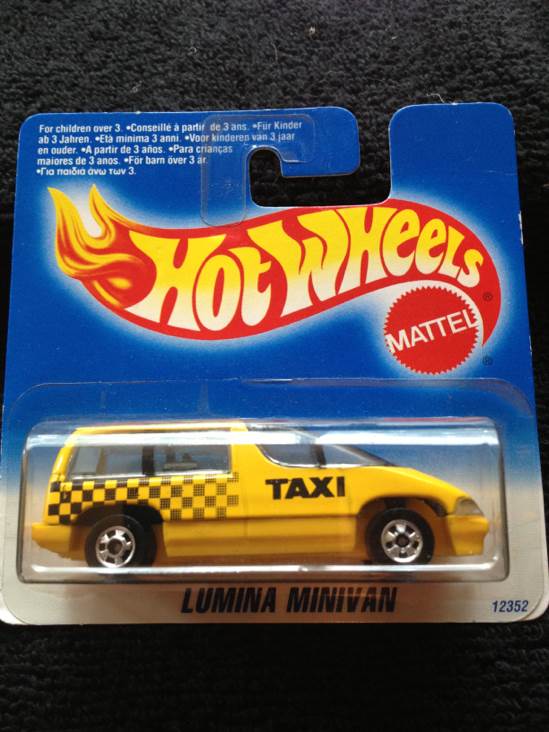 For children over 3. •Conseillé à partir de 3 ans. •Für Kinder
ab 3 Jahren. •Età minima 3 anni. •Voor kinderen van 3 jaar
en ouder. •A partir de 3 años. •Para crianças
maiores de 3 anos. •För barn över 3 år.
•Για παιδιά άνω των 3.
HOT WHEELS
®
MATTEL
®
TAXI
LUMINA MINIVAN
12352